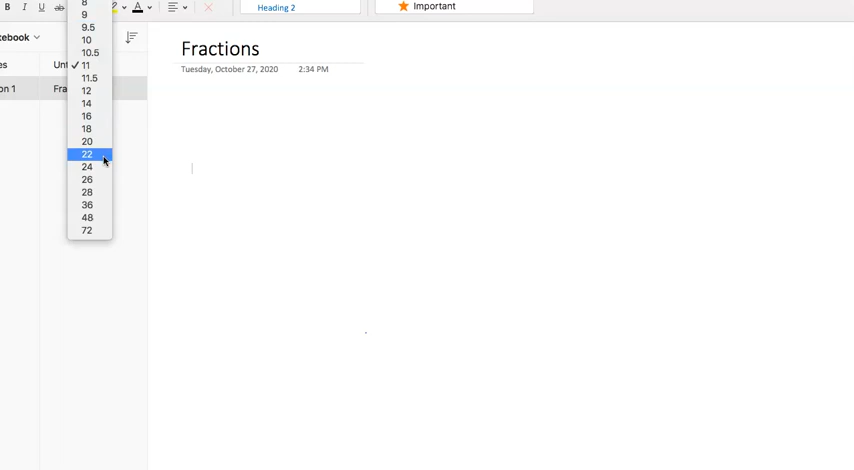 B I U ab A Heading 2 Important
tebook
es
Unt
on 1
Fra
Fractions
Tuesday, October 27, 2020 2:34 PM
8
9
9.5
10
10.5
✓ 11
11.5
12
14
16
18
20
22
24
26
28
36
48
72